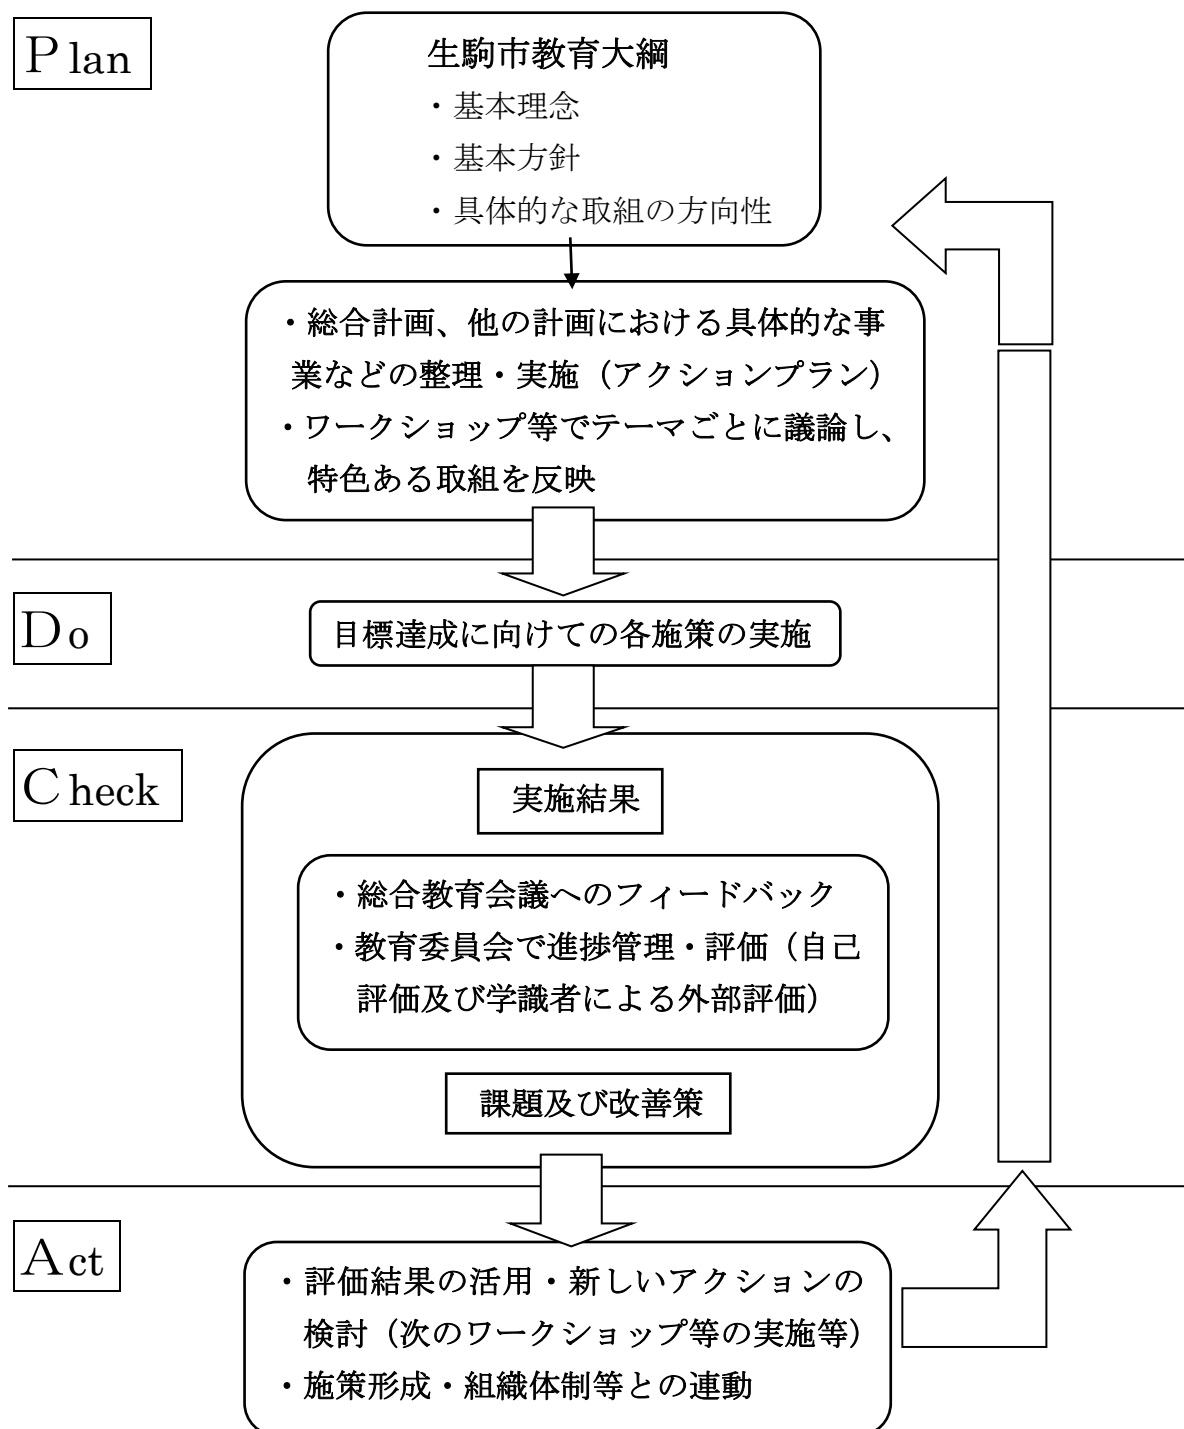 Plan
生駒市教育大綱
・基本理念
・基本方針
・具体的な取組の方向性
・総合計画、他の計画における具体的な事
業などの整理・実施（アクションプラン）
・ワークショップ等でテーマごとに議論し、
特色ある取組を反映
Do
目標達成に向けての各施策の実施
Check
実施結果
・総合教育会議へのフィードバック
・教育委員会で進捗管理・評価（自己
評価及び学識者による外部評価）
課題及び改善策
Act
・評価結果の活用・新しいアクションの
検討（次のワークショップ等の実施等）
・施策形成・組織体制等との連動